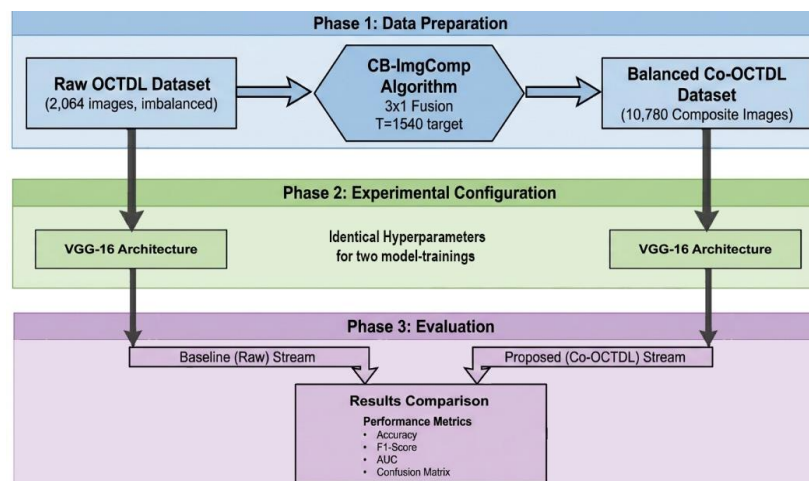 Phase 1: Data Preparation
Raw OCTDL Dataset
(2,064 images, imbalanced)
CB-ImgComp
Algorithm
3x1 Fusion
T=1540 target
Balanced Co-OCTDL
Dataset
(10,780 Composite Images)
Phase 2: Experimental Configuration
VGG-16 Architecture
Identical Hyperparameters
for two model-trainings
VGG-16 Architecture
Phase 3: Evaluation
Baseline (Raw) Stream
Proposed (Co-OCTDL) Stream
Results Comparison
Performance Metrics
• Accuracy
• F1-Score
• AUC
• Confusion Matrix